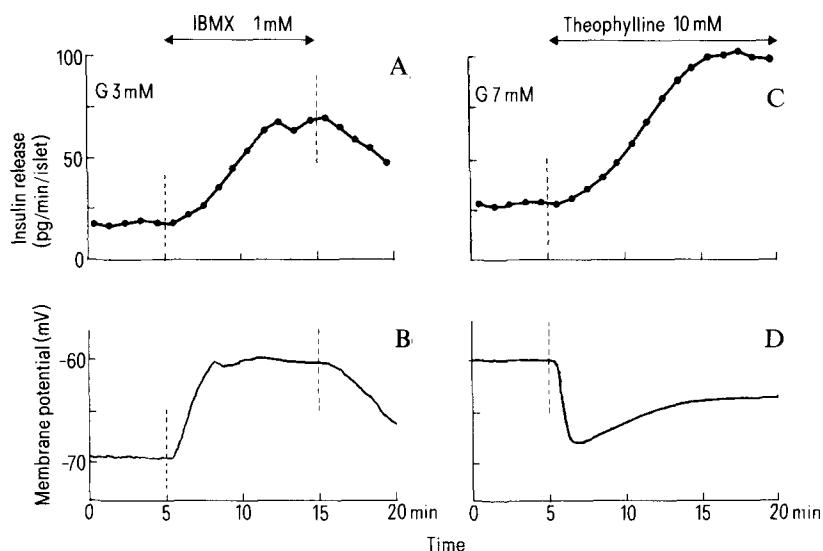 IBMX 1mM
Theophylline 10 mM
100
50
0
Insulin release
(pg/min/islet)
G 3 mM
A
G 7 mM
C
-60
-70
Membrane potential (mV)
B
D
0 5 10 15 20 min
0 5 10 15 20 min
Time